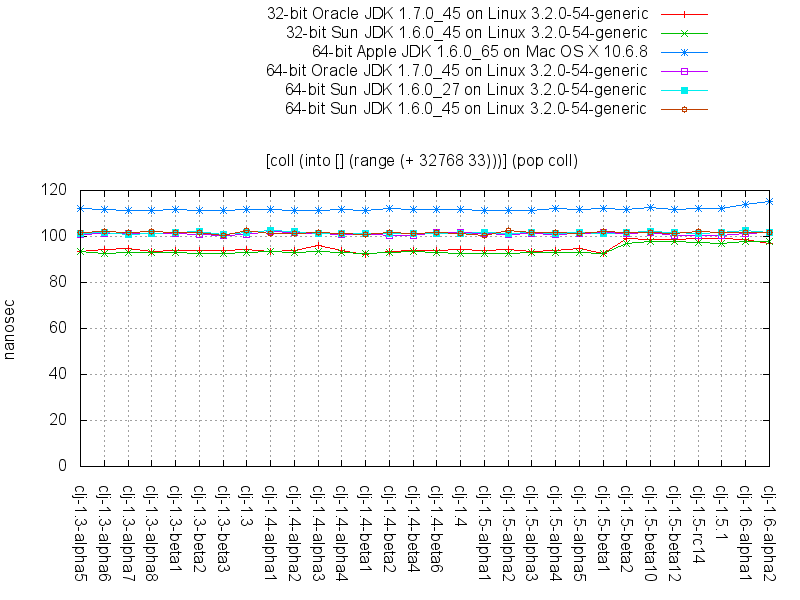 32-bit Oracle JDK 1.7.0_45 on Linux 3.2.0-54-generic
32-bit Sun JDK 1.6.0_45 on Linux 3.2.0-54-generic
64-bit Apple JDK 1.6.0_65 on Mac OS X 10.6.8
64-bit Oracle JDK 1.7.0_45 on Linux 3.2.0-54-generic
64-bit Sun JDK 1.6.0_27 on Linux 3.2.0-54-generic
64-bit Sun JDK 1.6.0_45 on Linux 3.2.0-54-generic
[coll (into [] (range (+ 32768 33)))] (pop coll)
120
100
80
60
40
20
0
nanosec
clj-1.3-alpha5
clj-1.3-alpha6
clj-1.3-alpha7
clj-1.3-alpha8
clj-1.3-beta1
clj-1.3-beta2
clj-1.3-beta3
clj-1.3
clj-1.4-alpha1
clj-1.4-alpha2
clj-1.4-alpha3
clj-1.4-alpha4
clj-1.4-beta1
clj-1.4-beta4
clj-1.4-beta6
clj-1.4
clj-1.5-alpha1
clj-1.5-alpha2
clj-1.5-alpha3
clj-1.5-alpha4
clj-1.5-alpha5
clj-1.5-beta1
clj-1.5-beta2
clj-1.5-beta10
clj-1.5-beta12
clj-1.5-rc14
clj-1.5.1
clj-1.6-alpha1
clj-1.6-alpha2